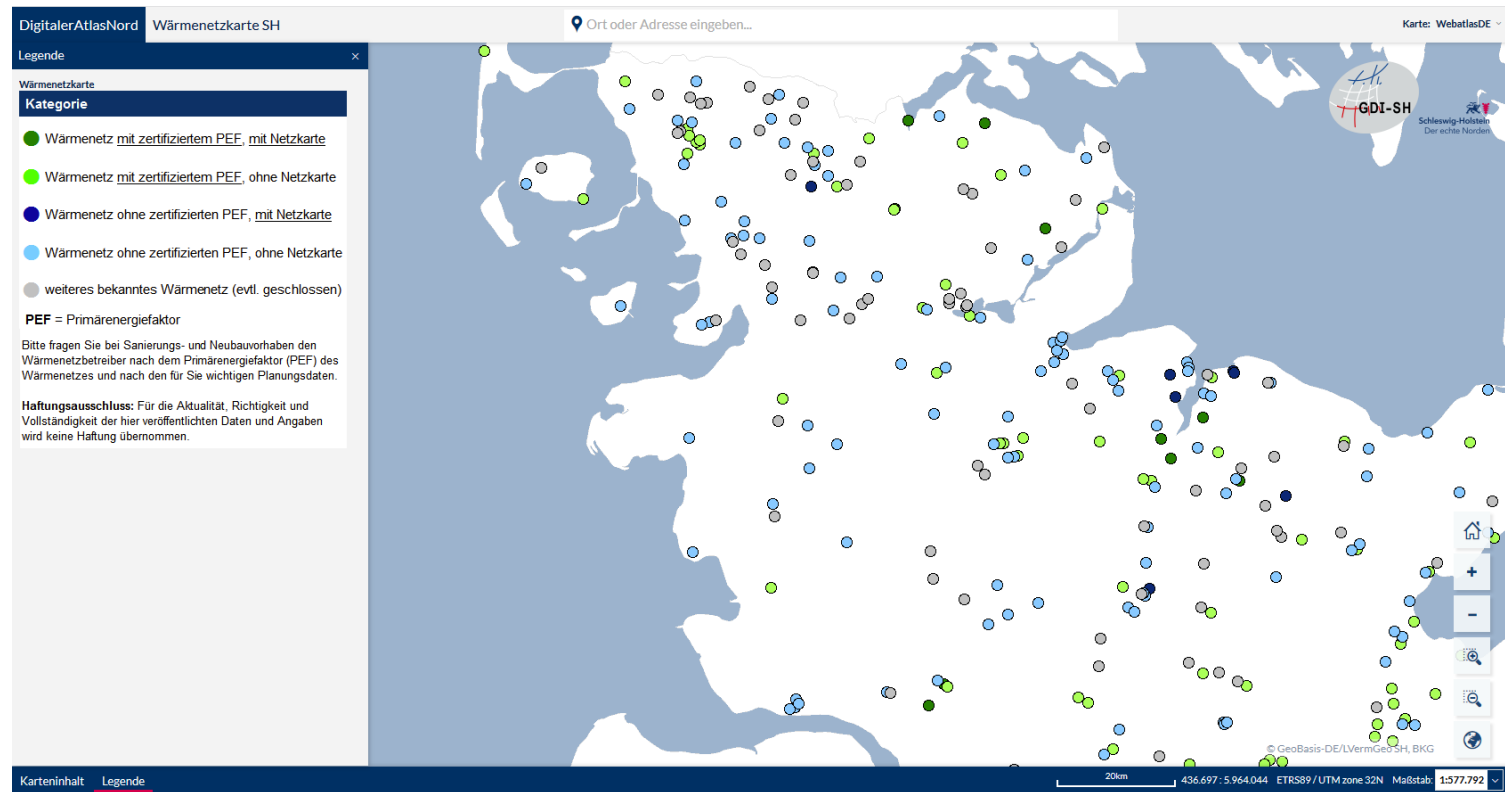 DigitalerAtlasNord
Wärmenetzkarte SH
Ort oder Adresse eingeben...
Karte: WebatlasDE
Legende
×
Wärmenetzkarte
Kategorie
Wärmenetz mit zertifiziertem PEF, mit Netzkarte
Wärmenetz mit zertifiziertem PEF, ohne Netzkarte
Wärmenetz ohne zertifizierten PEF, mit Netzkarte
Wärmenetz ohne zertifizierten PEF, ohne Netzkarte
weiteres bekanntes Wärmenetz (evtl. geschlossen)
PEF = Primärenergiefaktor
Bitte fragen Sie bei Sanierungs- und Neubauvorhaben den
Wärmenetzbetreiber nach dem Primärenergiefaktor (PEF) des
Wärmenetzes und nach den für Sie wichtigen Planungsdaten.
Haftungsausschluss: Für die Aktualität, Richtigkeit und
Vollständigkeit der hier veröffentlichten Daten und Angaben
wird keine Haftung übernommen.
GDI-SH
Schleswig-Holstein
Der echte Norden
+
−
© GeoBasis-DE/LVermGeo SH, BKG
Karteninhalt
Legende
20km
436.697 : 5.964.044
ETRS89 / UTM zone 32N
Maßstab:
1:577.792